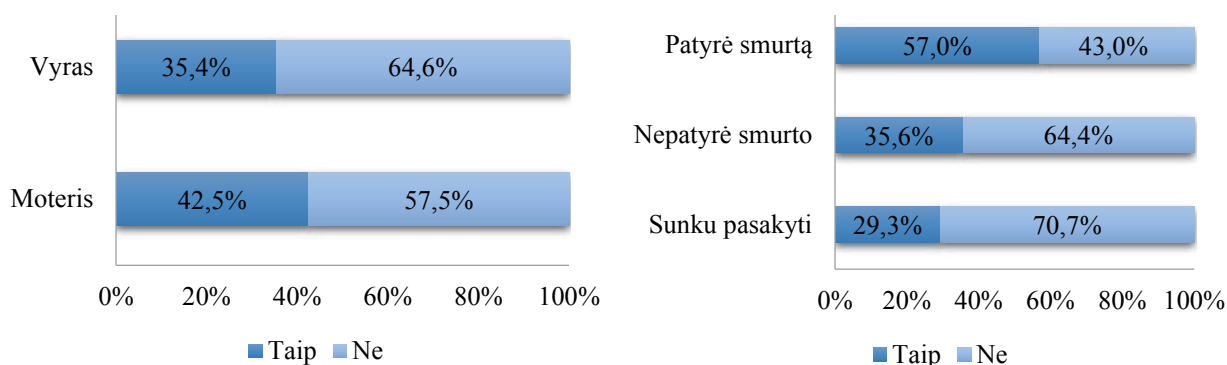 Vyras
35,4% 64,6%
Moteris
42,5% 57,5%
0% 20% 40% 60% 80% 100%
Taip Ne
Patyrė smurtą
57,0% 43,0%
Nepatyrė smurto
35,6% 64,4%
Sunku pasakyti
29,3% 70,7%
0% 20% 40% 60% 80% 100%
Taip Ne